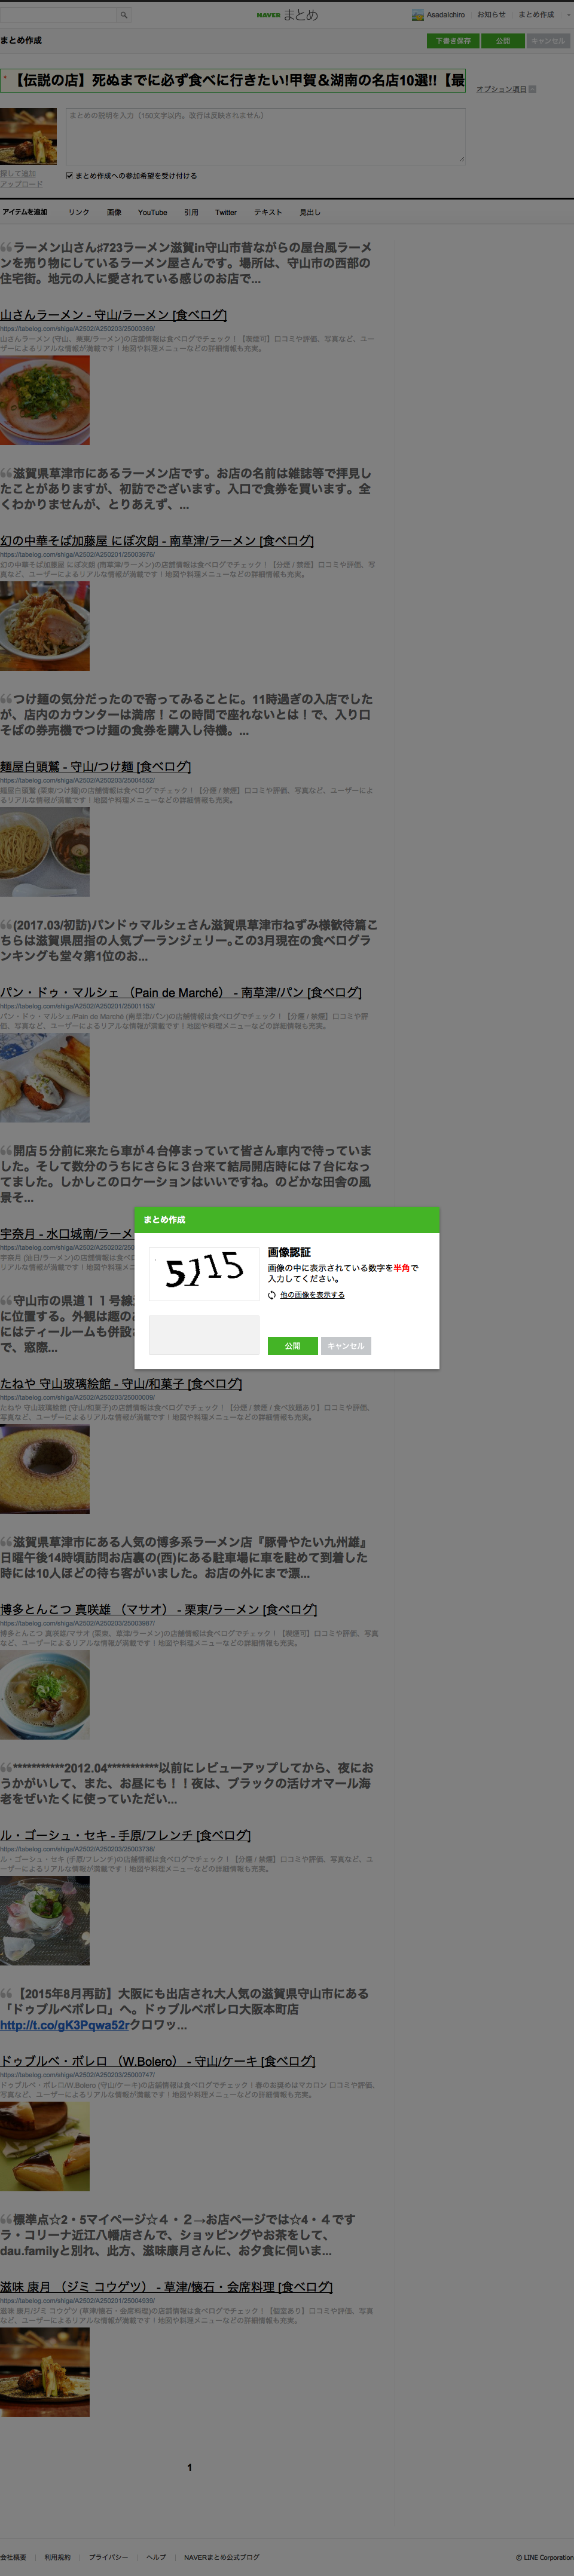 NAVER まとめ
Asadaichiro お知らせ まとめ作成
まとめ作成
下書き保存 公開 キャンセル
* 【伝説の店】死ぬまでに必ず食べに行きたい!甲賀＆湖南の名店10選!!【最
オプション項目
まとめの説明を入力（150文字以内。改行は反映されません）
探して追加
アップロード
まとめ作成への参加希望を受け付ける
アイテムを追加 リンク 画像 YouTube 引用 Twitter テキスト 見出し
ラーメン山さん♯723ラーメン滋賀in守山市昔ながらの屋台風ラーメ
ンを売り物にしているラーメン屋さんです。場所は、守山市の西部の
住宅街。地元の人に愛されている感じのお店で...
山さんラーメン - 守山/ラーメン [食べログ]
https://tabelog.com/shiga/A2502/A250203/25000369/
山さんラーメン (守山、栗東/ラーメン)の店舗情報は食べログでチェック！【喫煙可】口コミや評価、写真など、ユー
ザーによるリアルな情報が満載です！地図や料理メニューなどの詳細情報も充実。
滋賀県草津市にあるラーメン店です。お店の名前は雑誌等で拝見し
たことがありますが、初訪でございます。入口で食券を買います。全
くわかりませんが、とりあえず、...
幻の中華そば加藤屋 にぼ次朗 - 南草津/ラーメン [食べログ]
https://tabelog.com/shiga/A2502/A250201/25003975/
幻の中華そば加藤屋 にぼ次朗 (南草津/ラーメン)の店舗情報は食べログでチェック！【分煙 / 禁煙】口コミや評価、写
真など、ユーザーによるリアルな情報が満載です！地図や料理メニューなどの詳細情報も充実。
つけ麺の気分だったので寄ってみることに。11時過ぎの入店でした
が、店内のカウンターは満席！この時間で座れないとは！で、入り口
そばの券売機でつけ麺の食券を購入し待機。...
麺屋白頭鷲 - 守山/つけ麺 [食べログ]
https://tabelog.com/shiga/A2502/A250203/25004552/
麺屋白頭鷲 (栗東/つけ麺)の店舗情報は食べログでチェック！【分煙 / 禁煙】口コミや評価、写真など、ユーザーによ
るリアルな情報が満載です！地図や料理メニューなどの詳細情報も充実。
(2017.03/初訪)パンドゥマルシェさん滋賀県草津市ねずみ様歓待篇こ
ちらは滋賀県屈指の人気ブーランジェリー｡この3月現在の食べログラ
ンキングも堂々第1位のお...
パン・ドゥ・マルシェ （Pain de Marché） - 南草津/パン [食べログ]
https://tabelog.com/shiga/A2502/A250201/25001153/
パン・ドゥ・マルシェ/Pain de Marché (南草津/パン)の店舗情報は食べログでチェック！【分煙 / 禁煙】口コミや評
価、写真など、ユーザーによるリアルな情報が満載です！地図や料理メニューなどの詳細情報も充実。
開店５分前に来たら車が４台停まっていて皆さん車内で待っていま
した。そして数分のうちにさらに３台来て結局開店時には７台になっ
てました。しかしこのロケーションはいいですね。のどかな田舎の風
景そ...
宇奈月 - 水口城南/ラーメ
まとめ作成
5115
画像認証
画像の中に表示されている数字を半角で
入力してください。
他の画像を表示する
公開 キャンセル
守山市の県道１１号線
に位置する。外観は趣の
にはティールームも併設さ
で、窓際...
たねや 守山玻璃絵館 - 守山/和菓子 [食べログ]
https://tabelog.com/shiga/A2502/A250203/25000009/
たねや 守山玻璃絵館 (守山/和菓子)の店舗情報は食べログでチェック！【分煙 / 禁煙 / 食べ放題あり】口コミや評価、
写真など、ユーザーによるリアルな情報が満載です！地図や料理メニューなどの詳細情報も充実。
滋賀県草津市にある人気の博多系ラーメン店『豚骨やたい九州雄』
日曜午後14時頃訪問お店裏の(西)にある駐車場に車を駐めて到着した
時には10人ほどの待ち客がいました。お店の外にまで漂...
博多とんこつ 真咲雄 （マサオ） - 栗東/ラーメン [食べログ]
https://tabelog.com/shiga/A2502/A250203/25003987/
博多とんこつ 真咲雄/マサオ (栗東、草津/ラーメン)の店舗情報は食べログでチェック！【喫煙可】口コミや評価、写真
など、ユーザーによるリアルな情報が満載です！地図や料理メニューなどの詳細情報も充実。
***********2012.04***********以前にレビューアップしてから、夜にお
うかがいして、また、お昼にも！！夜は、ブラックの活けオマール海
老をぜいたくに使っていただい...
ル・ゴーシュ・セキ - 手原/フレンチ [食べログ]
https://tabelog.com/shiga/A2502/A250203/25003738/
ル・ゴーシュ・セキ (手原/フレンチ)の店舗情報は食べログでチェック！【分煙 / 禁煙】口コミや評価、写真など、ユ
ーザーによるリアルな情報が満載です！地図や料理メニューなどの詳細情報も充実。
【2015年8月再訪】大阪にも出店され大人気の滋賀県守山市にある
「ドゥブルベボレロ」へ。ドゥブルベボレロ大阪本町店
http://t.co/gK3Pqwa52rクロワッ...
ドゥブルベ・ボレロ （W.Bolero） - 守山/ケーキ [食べログ]
https://tabelog.com/shiga/A2502/A250203/25000747/
ドゥブルベ・ボレロ/W.Bolero (守山/ケーキ)の店舗情報は食べログでチェック！春のお奨めはマカロン 口コミや評価、
写真など、ユーザーによるリアルな情報が満載です！地図や料理メニューなどの詳細情報も充実。
標準点☆2・5マイページ☆４・２→お店ページでは☆4・４です
ラ・コリーナ近江八幡店さんで、ショッピングやお茶をして、
dau.familyと別れ、此方、滋味康月さんに、お夕食に伺いま...
滋味 康月 （ジミ コウゲツ） - 草津/懐石・会席料理 [食べログ]
https://tabelog.com/shiga/A2502/A250201/25004939/
滋味 康月/ジミ コウゲツ (草津/懐石・会席料理)の店舗情報は食べログでチェック！【個室あり】口コミや評価、写真
など、ユーザーによるリアルな情報が満載です！地図や料理メニューなどの詳細情報も充実。
1
会社概要 利用規約 プライバシー ヘルプ NAVERまとめ公式ブログ
© LINE Corporation